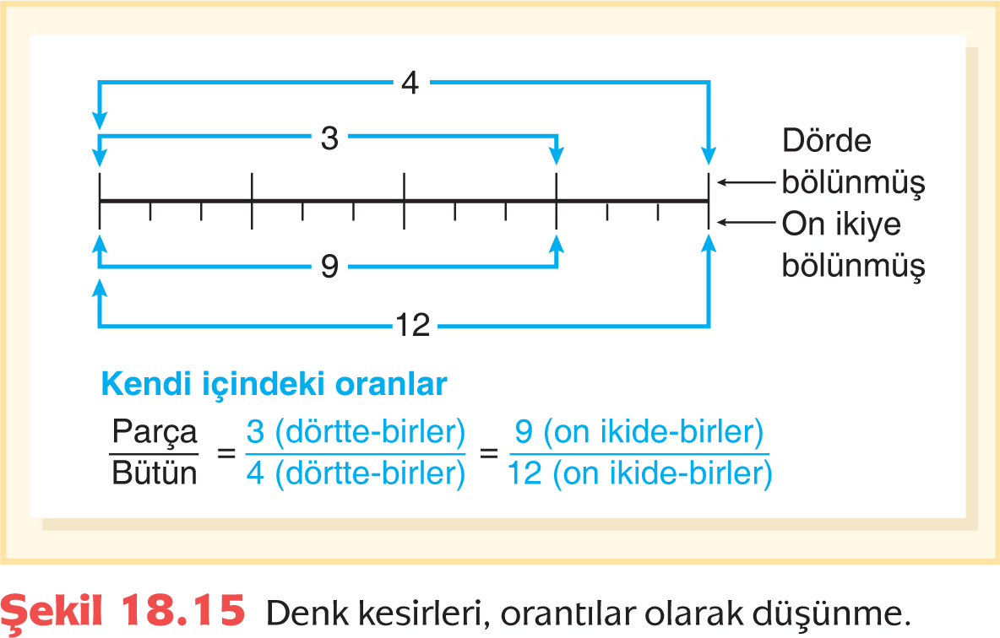 4
3
Dörde
bölünmüş
On ikiye
bölünmüş
9
12
Kendi içindeki oranlar
Parça = 3 (dörtte-birler) = 9 (on ikide-birler)
Bütün 4 (dörtte-birler) 12 (on ikide-birler)
Şekil 18.15 Denk kesirleri, orantılar olarak düşünme.